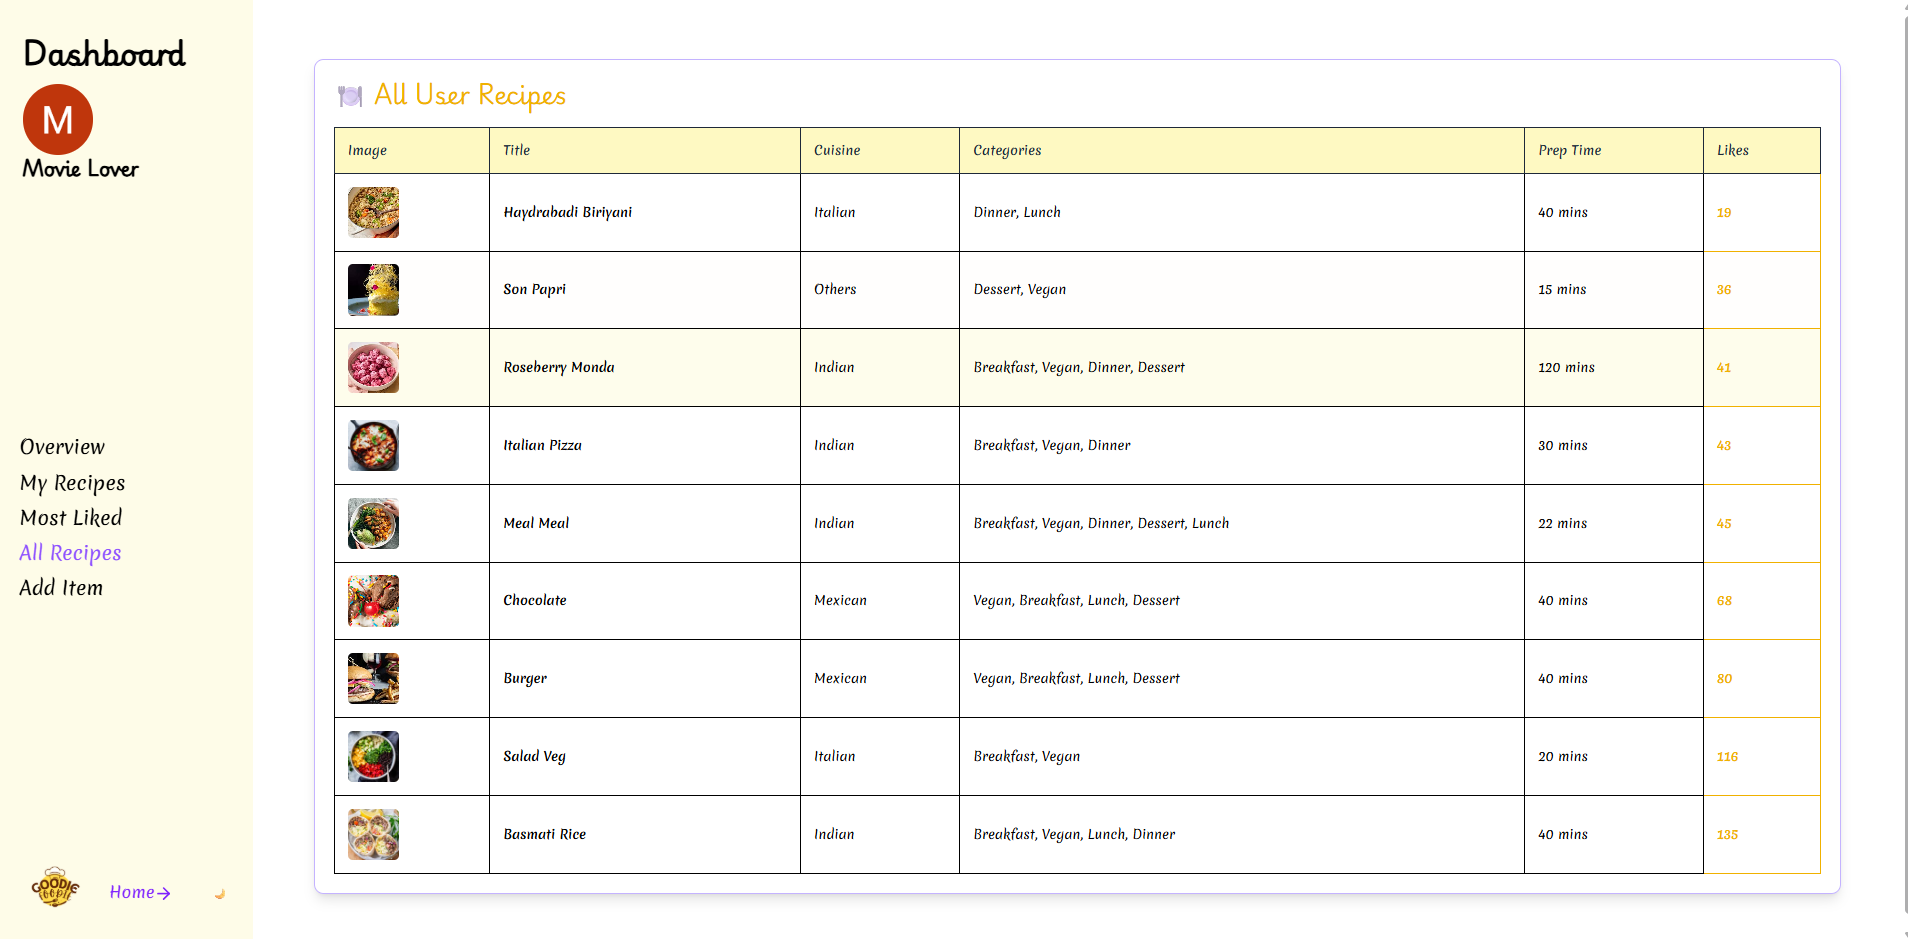 Dashboard
M
Movie Lover
Overview
My Recipes
Most Liked
All Recipes
Add Item
GOODIE
Home→
All User Recipes
Image Title Cuisine Categories Prep Time Likes
Haydrabadi Biriyani Italian Dinner, Lunch 40 mins 19
Son Papri Others Dessert, Vegan 15 mins 36
Roseberry Monda Indian Breakfast, Vegan, Dinner, Dessert 120 mins 41
Italian Pizza Indian Breakfast, Vegan, Dinner 30 mins 43
Meal Meal Indian Breakfast, Vegan, Dinner, Dessert, Lunch 22 mins 45
Chocolate Mexican Vegan, Breakfast, Lunch, Dessert 40 mins 68
Burger Mexican Vegan, Breakfast, Lunch, Dessert 40 mins 80
Salad Veg Italian Breakfast, Vegan 20 mins 116
Basmati Rice Indian Breakfast, Vegan, Lunch, Dinner 40 mins 135